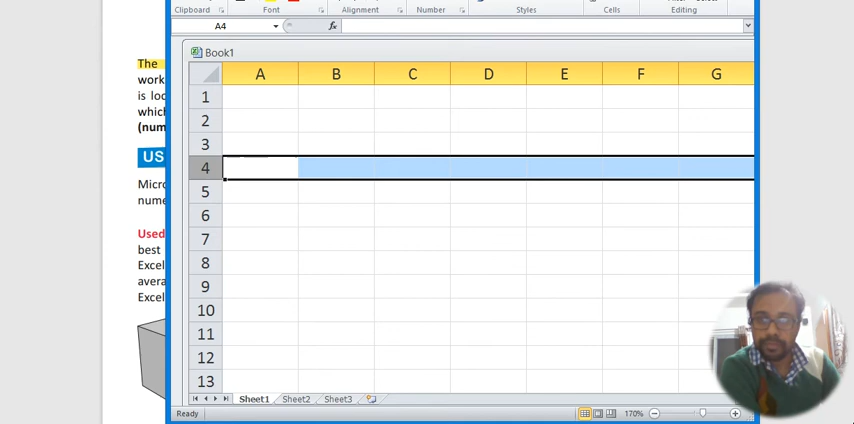 Clipboard Font Alignment Number Styles Cells Editing
A4 fx
Book1
The
work
is loc
which
(num
US
Micro
nume
Used
best
Excel
avera
Excel
A B C D E F G
1
2
3
4
5
6
7
8
9
10
11
12
13
Sheet1 Sheet2 Sheet3
Ready 170%